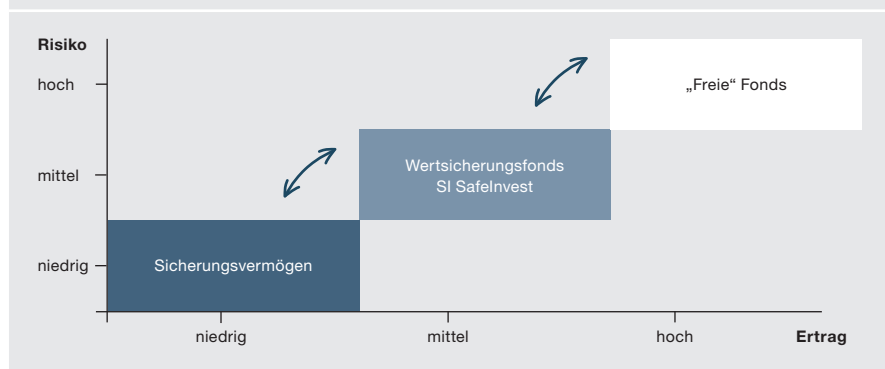 Risiko
hoch
„Freie“ Fonds
mittel
Wertsicherungsfonds
SI SafeInvest
niedrig
Sicherungsvermögen
niedrig
mittel
hoch
Ertrag